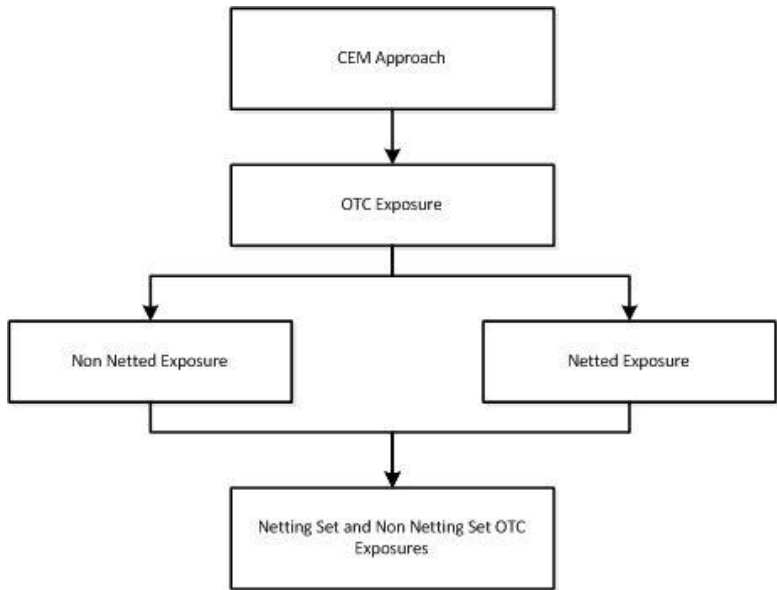 CEM Approach
OTC Exposure
Non Netted Exposure
Netted Exposure
Netting Set and Non Netting Set OTC
Exposures